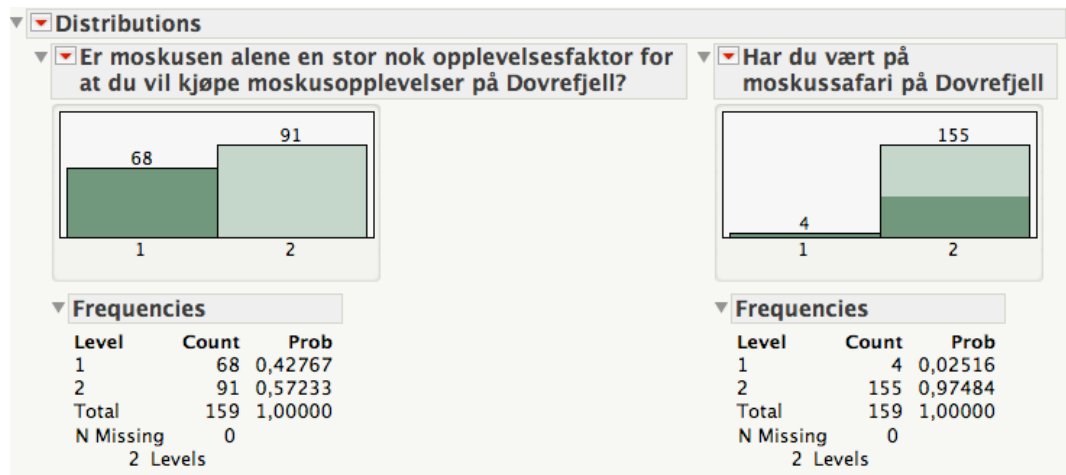 Distributions
Er moskusen alene en stor nok opplevelsesfaktor for
at du vil kjøpe moskusopplevelser på Dovrefjell?
68
91
1
2
Frequencies
Level Count Prob
1 68 0,42767
2 91 0,57233
Total 159 1,00000
N Missing 0
2 Levels
Har du vært på
moskussafari på Dovrefjell
4
155
1
2
Frequencies
Level Count Prob
1 4 0,02516
2 155 0,97484
Total 159 1,00000
N Missing 0
2 Levels